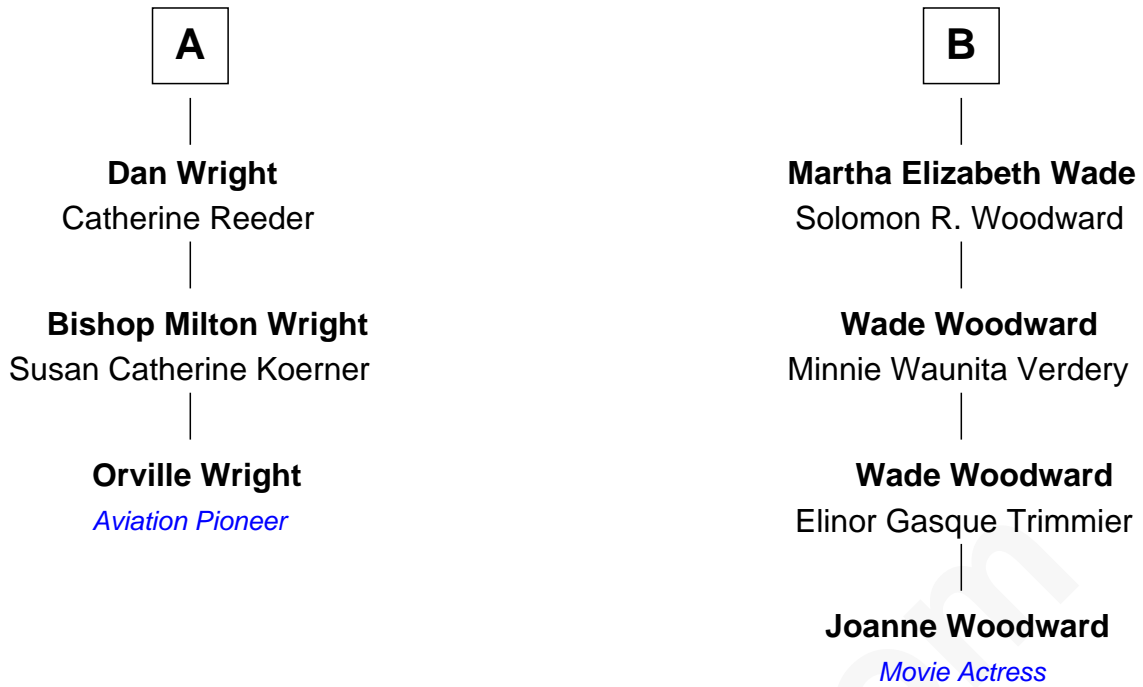 A
Dan Wright
Catherine Reeder
Bishop Milton Wright
Susan Catherine Koerner
Orville Wright
Aviation Pioneer
B
Martha Elizabeth Wade
Solomon R. Woodward
Wade Woodward
Minnie Waunita Verdery
Wade Woodward
Elinor Gasque Trimmier
Joanne Woodward
Movie Actress